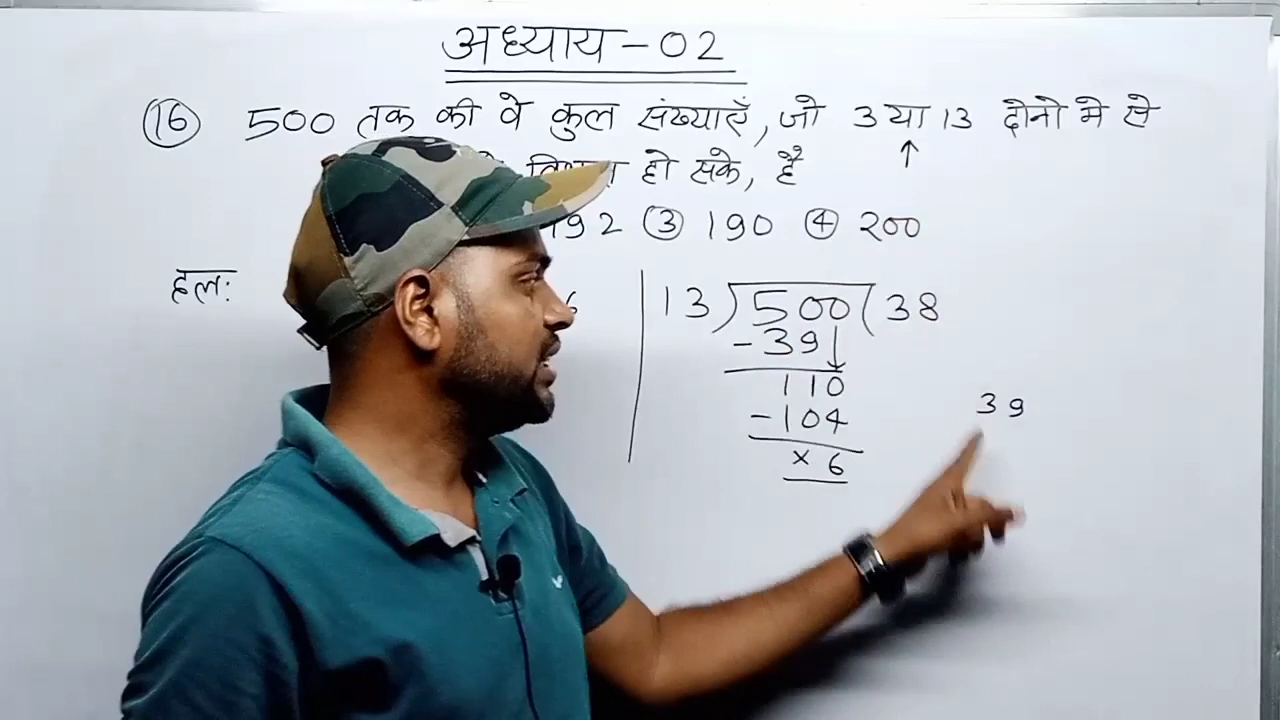 अध्याय - 02
16 500 तक की वे कुल संख्याएँ, जो 3 या 13 दोनो मे से
↑
हो सके, है
192 ③ 190 ④ 200
हल:
6
13) 500 (38
- 39↓
110
- 104
× 6
39